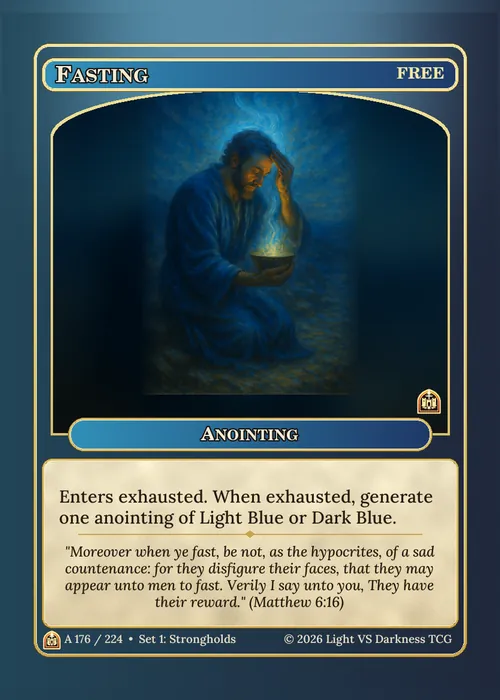 Fasting FREE
Anointing
Enters exhausted. When exhausted, generate
one anointing of Light Blue or Dark Blue.
"Moreover when ye fast, be not, as the hypocrites, of a sad
countenance: for they disfigure their faces, that they may
appear unto men to fast. Verily I say unto you, They have
their reward." (Matthew 6:16)
A 176 / 224 • Set 1: Strongholds © 2026 Light VS Darkness TCG